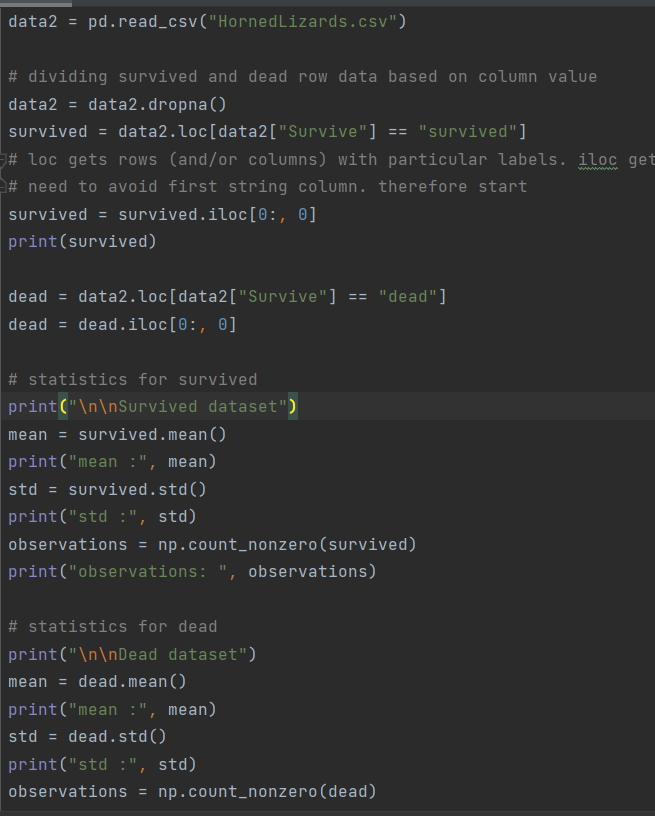 data2 = pd.read_csv("HornedLizards.csv")
# dividing survived and dead row data based on column value
data2 = data2.dropna()
survived = data2.loc[data2["Survive"] == "survived"]
# loc gets rows (and/or columns) with particular labels. iloc get
# need to avoid first string column. therefore start
survived = survived.iloc[0:, 0]
print(survived)
dead = data2.loc[data2["Survive"] == "dead"]
dead = dead.iloc[0:, 0]
# statistics for survived
print("\n\nSurvived dataset")
mean = survived.mean()
print("mean :", mean)
std = survived.std()
print("std :", std)
observations = np.count_nonzero(survived)
print("observations: ", observations)
# statistics for dead
print("\n\nDead dataset")
mean = dead.mean()
print("mean :", mean)
std = dead.std()
print("std :", std)
observations = np.count_nonzero(dead)